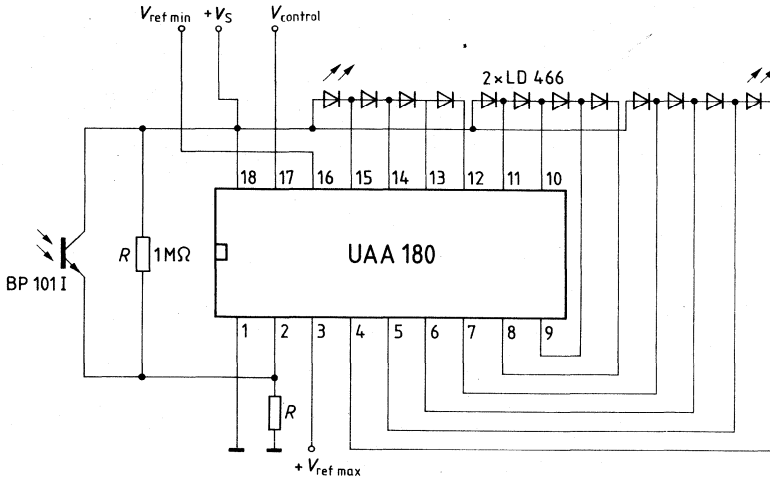 Vref min +VS Vcontrol
2×LD 466
18 17 16 15 14 13 12 11 10
UAA 180
R 1MΩ
BP 101 I
1 2 3 4 5 6 7 8 9
R
+ Vref max